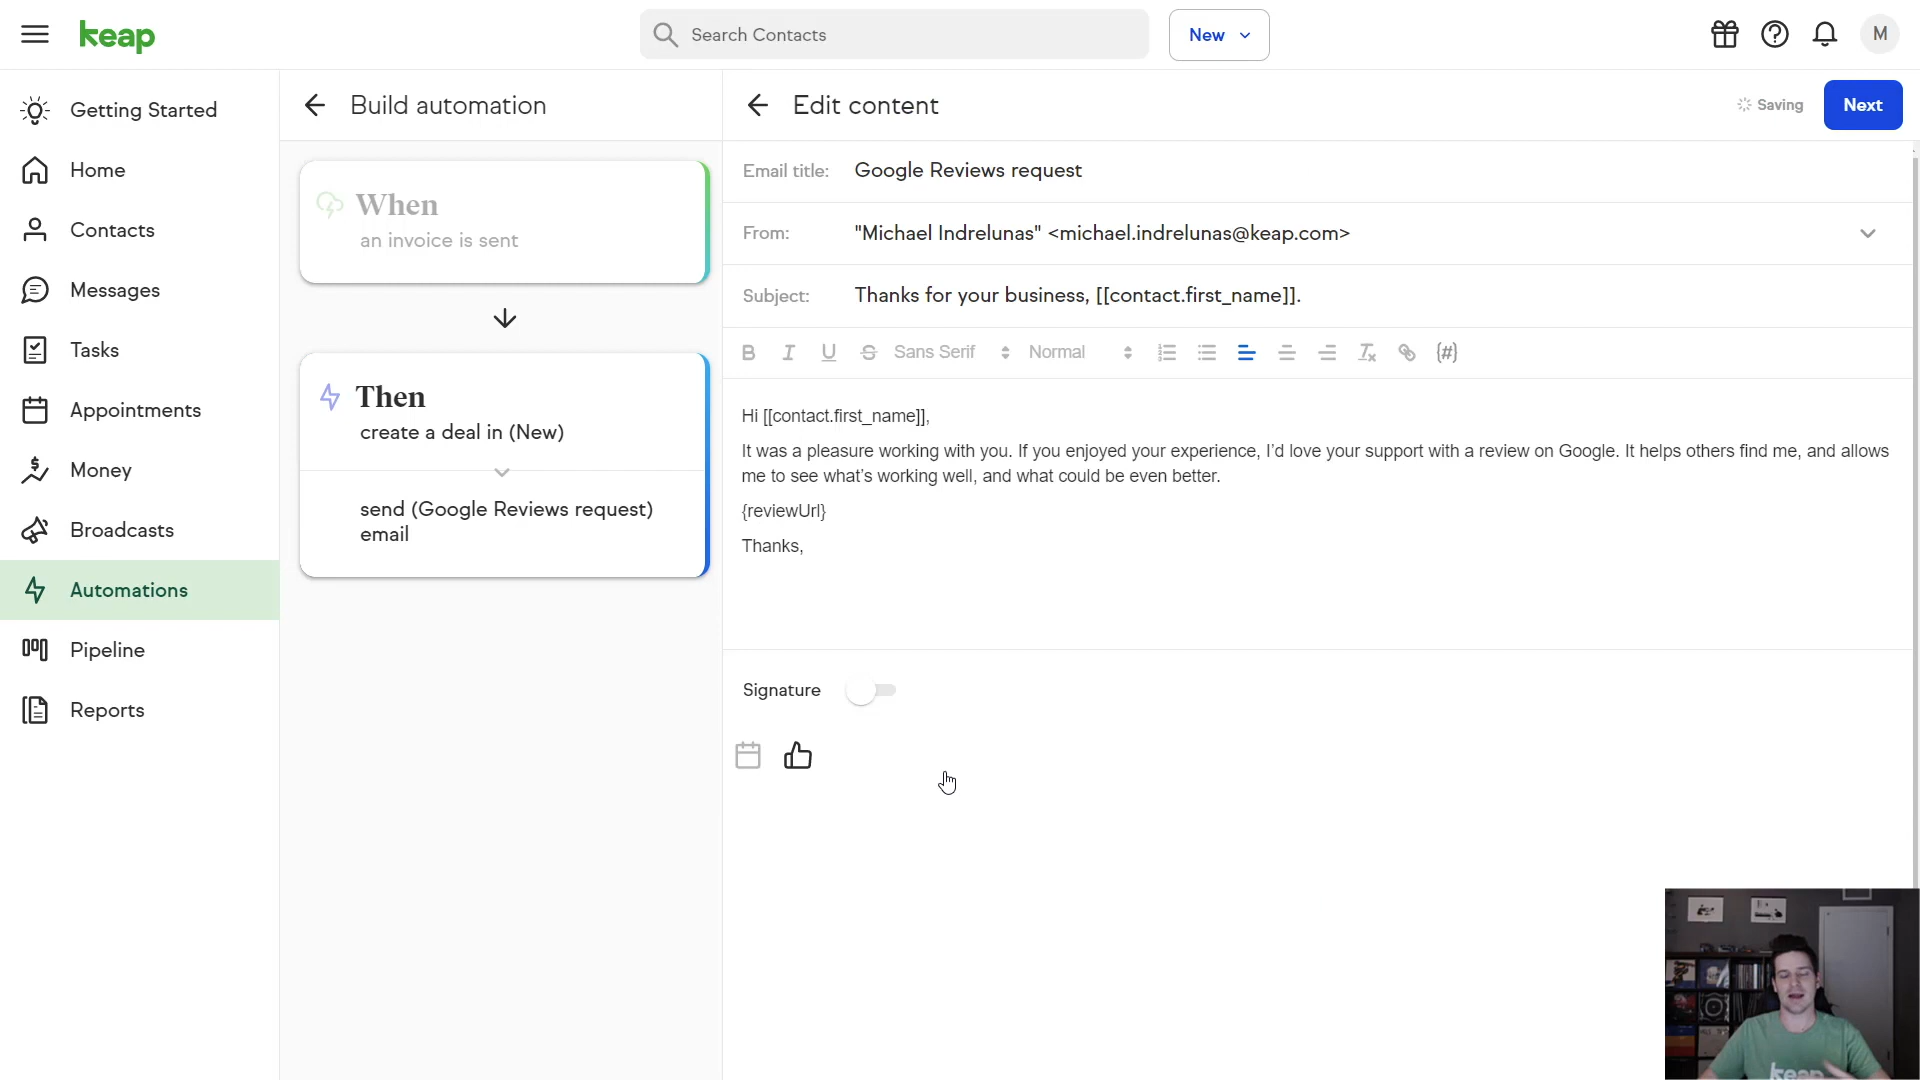 keap
Search Contacts
New
M
Getting Started
Home
Contacts
Messages
Tasks
Appointments
Money
Broadcasts
Automations
Pipeline
Reports
Build automation
When
an invoice is sent
Then
create a deal in (New)
send (Google Reviews request)
email
Edit content
Saving
Next
Email title: Google Reviews request
From: "Michael Indrelunas" <michael.indrelunas@keap.com>
Subject: Thanks for your business, [[contact.first_name]].
Sans Serif Normal {#}
Hi [[contact.first_name]],
It was a pleasure working with you. If you enjoyed your experience, I’d love your support with a review on Google. It helps others find me, and allows
me to see what’s working well, and what could be even better.
{reviewUrl}
Thanks,
Signature
keap